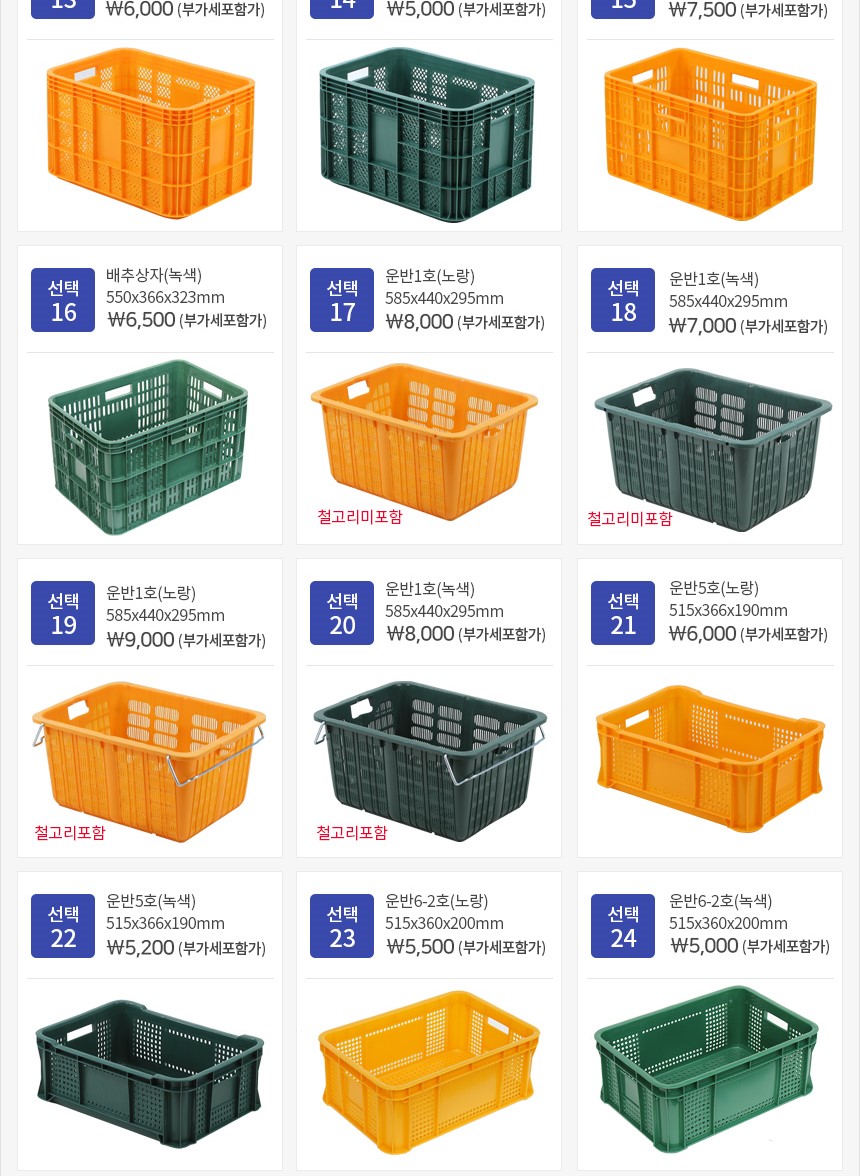 13
₩6,000 (부가세포함가)
14
₩5,000 (부가세포함가)
15
₩7,500 (부가세포함가)
선택
16
배추상자(녹색)
550x366x323mm
₩6,500 (부가세포함가)
선택
17
운반1호(노랑)
585x440x295mm
₩8,000 (부가세포함가)
선택
18
운반1호(녹색)
585x440x295mm
₩7,000 (부가세포함가)
철고리미포함
철고리미포함
선택
19
운반1호(노랑)
585x440x295mm
₩9,000 (부가세포함가)
선택
20
운반1호(녹색)
585x440x295mm
₩8,000 (부가세포함가)
선택
21
운반5호(노랑)
515x366x190mm
₩6,000 (부가세포함가)
철고리포함
철고리포함
선택
22
운반5호(녹색)
515x366x190mm
₩5,200 (부가세포함가)
선택
23
운반6-2호(노랑)
515x360x200mm
₩5,500 (부가세포함가)
선택
24
운반6-2호(녹색)
515x360x200mm
₩5,000 (부가세포함가)